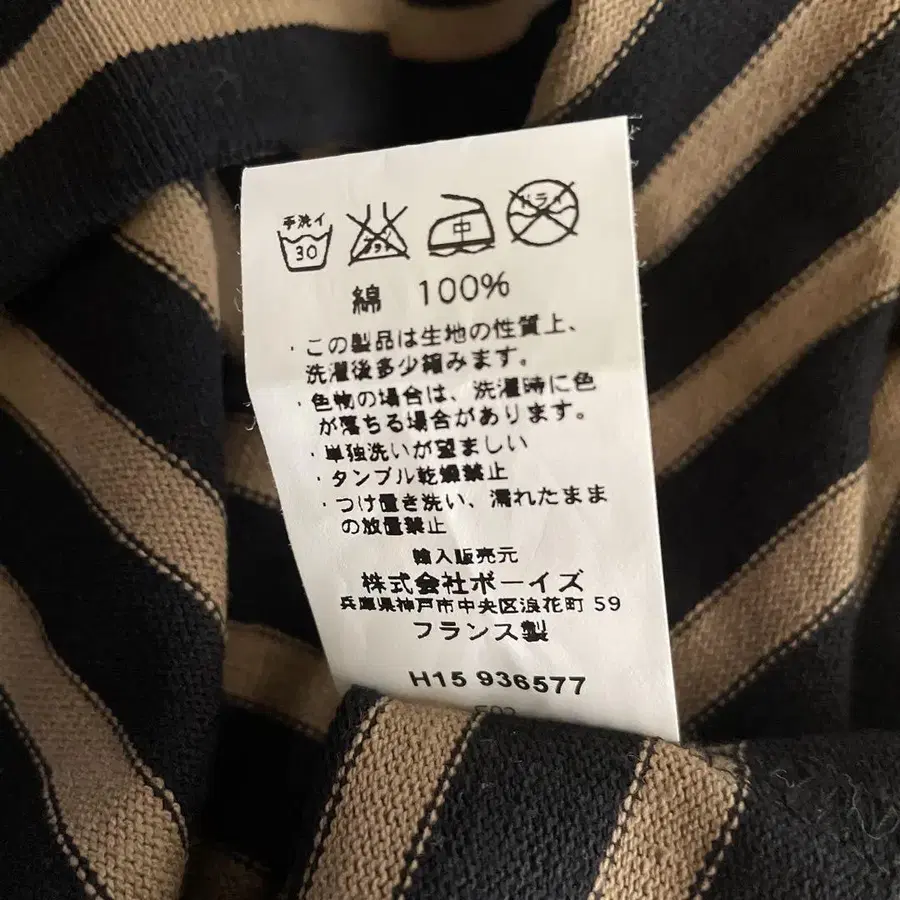 手洗イ
30
中
ドライ
綿 100%
・この製品は生地の性質上、
洗濯後多少縮みます。
・色物の場合は、洗濯時に色
が落ちる場合があります。
・単独洗いが望ましい
・タンブル乾燥禁止
・つけ置き洗い、濡れたまま
の放置禁止
輸入販売元
株式会社ボーイズ
兵庫県神戸市中央区浪花町 59
フランス製
H15 936577